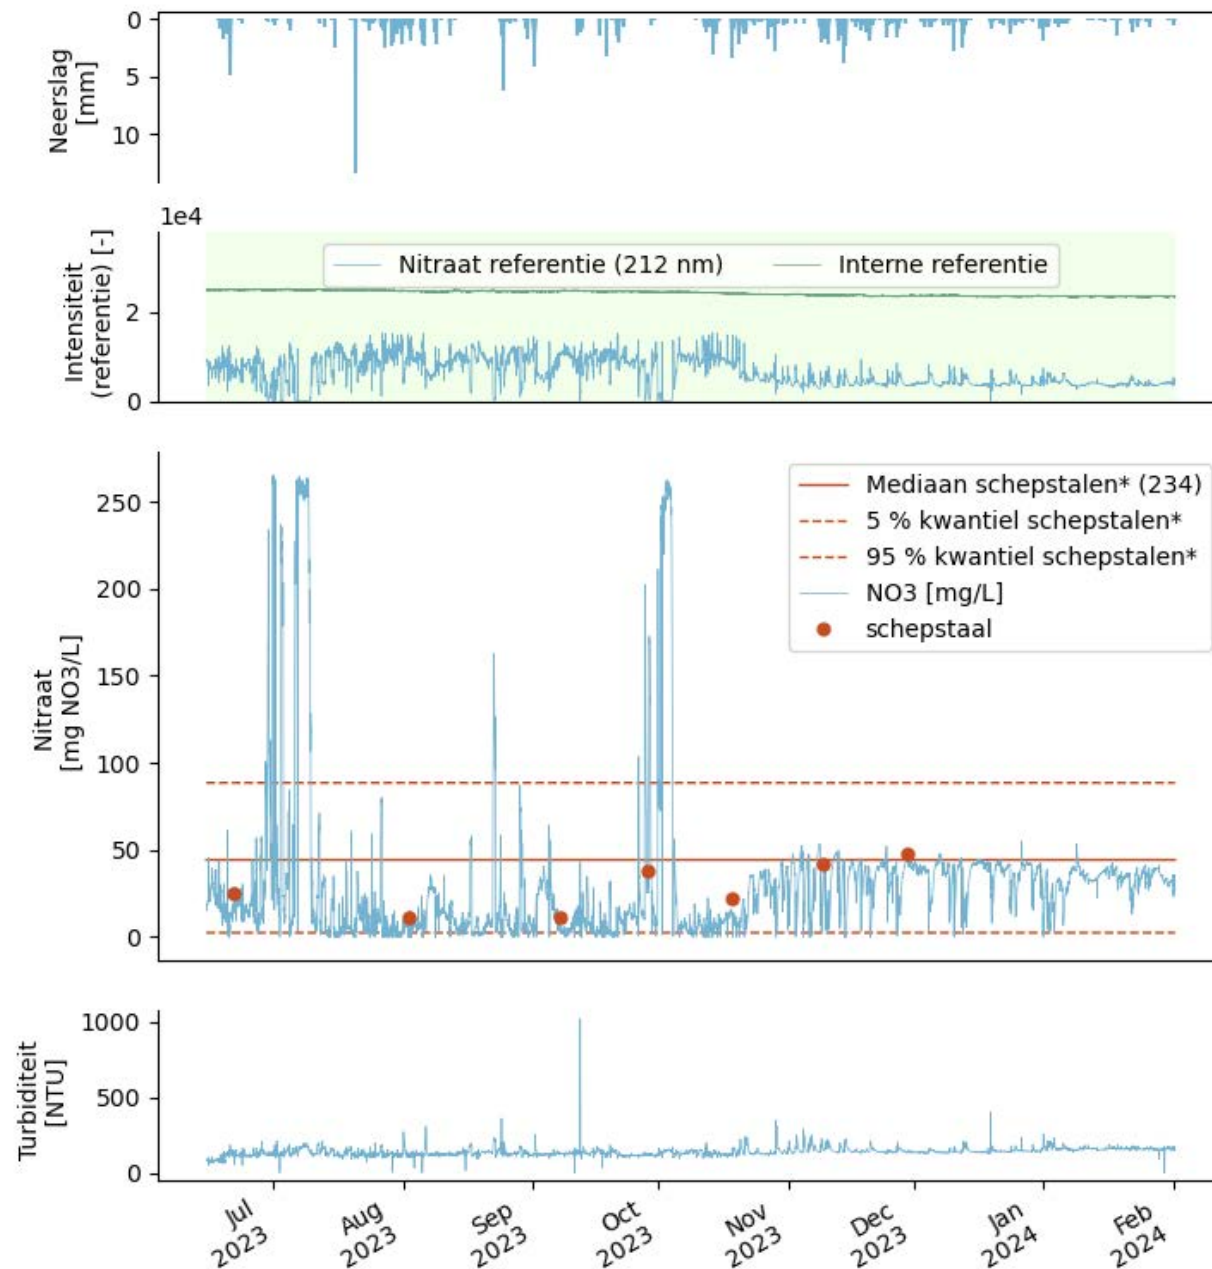 0
5
10
Neerslag
[mm]
1e4
2
0
Intensiteit
(referentie) [-]
Nitraat referentie (212 nm)
Interne referentie
250
200
150
100
50
0
Nitraat
[mg NO3/L]
Mediaan schepstalen* (234)
5 % kwantiel schepstalen*
95 % kwantiel schepstalen*
NO3 [mg/L]
schepstaal
1000
500
0
Turbiditeit
[NTU]
Jul
2023
Aug
2023
Sep
2023
Oct
2023
Nov
2023
Dec
2023
Jan
2024
Feb
2024